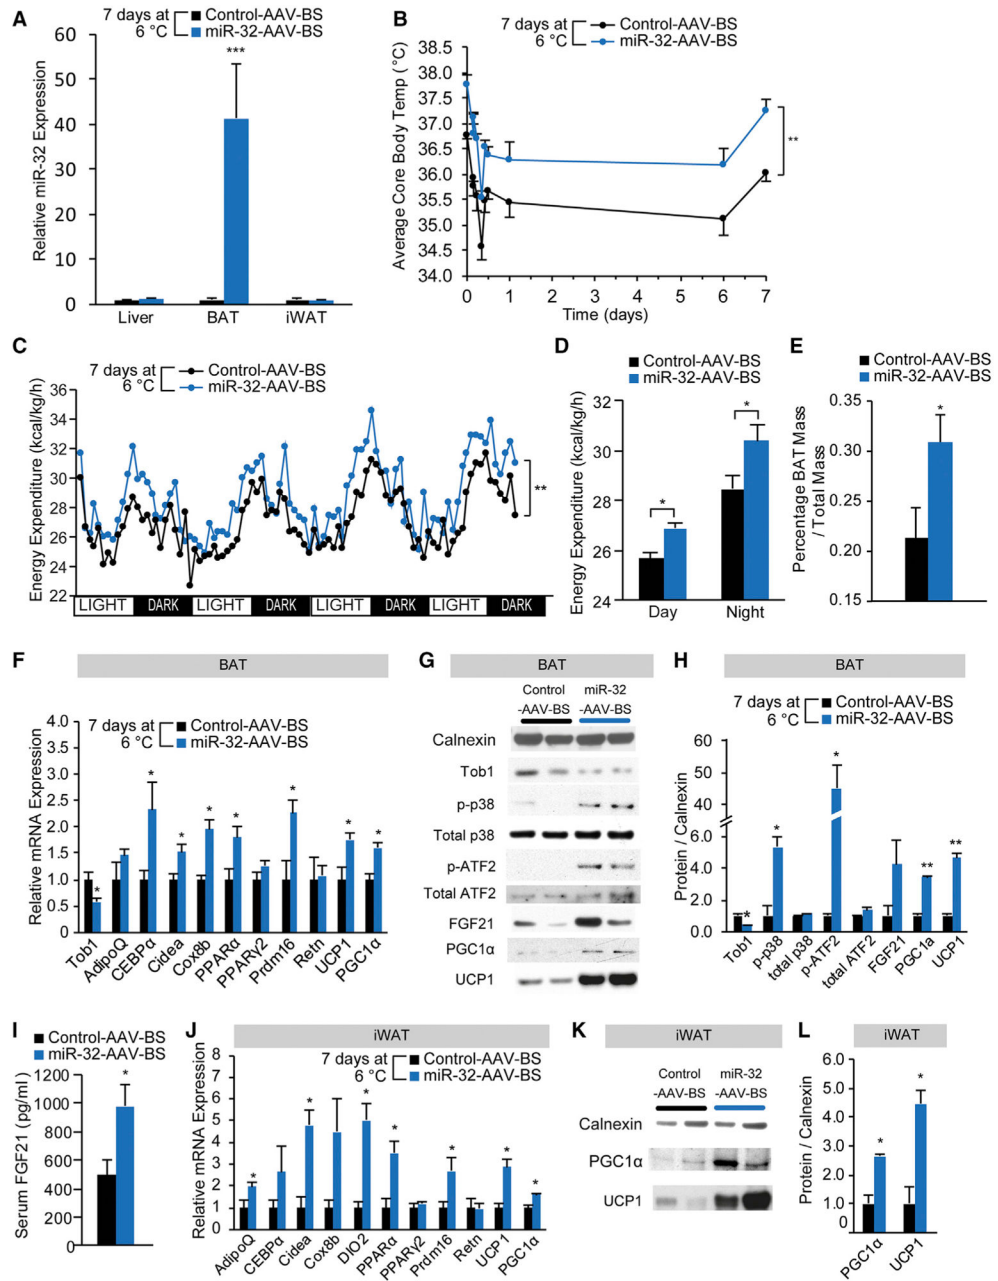 A
7 days at
6 °C
Control-AAV-BS
miR-32-AAV-BS
Relative miR-32 Expression
60
50
40
30
20
60
0
***
Liver
BAT
iWAT
B
7 days at
6 °C
Control-AAV-BS
miR-32-AAV-BS
Average Core Body Temp (°C)
38.5
38.0
37.5
37.0
36.5
36.0
35.5
35.0
34.5
34.0
0
1
2
3
4
5
6
7
Time (days)
**
C
7 days at
6 °C
Control-AAV-BS
miR-32-AAV-BS
Energy Expenditure (kcal/kg/h)
36
34
32
30
28
26
24
22
**
LIGHT
DARK
LIGHT
DARK
LIGHT
DARK
LIGHT
DARK
D
Control-AAV-BS
miR-32-AAV-BS
Energy Expenditure (kcal/kg/h)
32
30
28
26
24
*
*
Day
Night
E
Control-AAV-BS
miR-32-AAV-BS
Percentage BAT Mass
/ Total Mass
0.35
0.30
0.25
0.20
0.15
*
F
BAT
7 days at
6 °C
Control-AAV-BS
miR-32-AAV-BS
Relative mRNA Expression
4.0
3.5
3.0
2.5
2.0
1.5
1.0
0.5
0
*
*
*
*
*
*
*
*
Tob1
AdipoQ
CEBPα
Cidea
Cox8b
PPARα
PPARγ2
Prdm16
Retn
UCP1
PGC1α
G
BAT
Control
-AAV-BS
miR-32
-AAV-BS
Calnexin
Tob1
p-p38
Total p38
p-ATF2
Total ATF2
FGF21
PGC1α
UCP1
H
BAT
7 days at
6 °C
Control-AAV-BS
miR-32-AAV-BS
Protein / Calnexin
60
50
40
6.0
4.0
2.0
0.0
*
*
*
**
**
Tob1
p-p38
total p38
p-ATF2
total ATF2
FGF21
PGC1a
UCP1
I
Control-AAV-BS
miR-32-AAV-BS
Serum FGF21 (pg/ml)
1200
1000
800
600
400
200
0
*
J
iWAT
7 days at
6 °C
Control-AAV-BS
miR-32-AAV-BS
Relative mRNA Expression
8
7
6
5
4
3
2
1
0
*
*
*
*
*
*
*
AdipoQ
CEBPα
Cidea
Cox8b
DIO2
PPARα
PPARγ2
Prdm16
Retn
UCP1
PGC1α
K
iWAT
Control
-AAV-BS
miR-32
-AAV-BS
Calnexin
PGC1α
UCP1
L
iWAT
Protein / Calnexin
6.0
5.0
4.0
3.0
2.0
1.0
0
*
*
PGC1α
UCP1